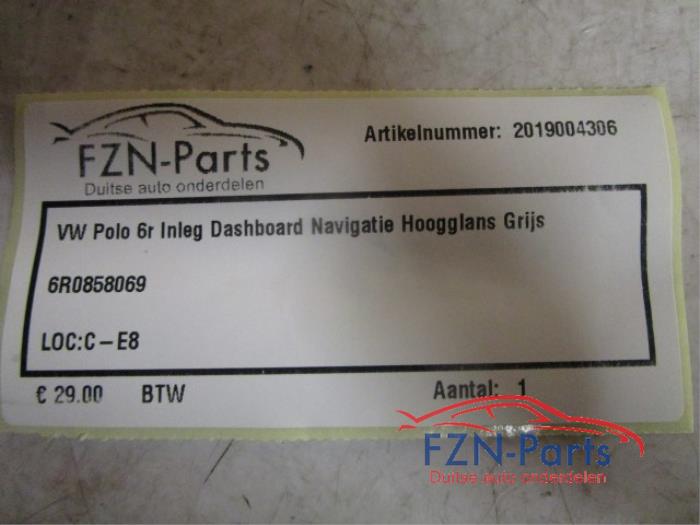 FZN-Parts
Duitse auto onderdelen
Artikelnummer: 2019004306
VW Polo 6r Inleg Dashboard Navigatie Hoogglans Grijs
6R0858069
LOC:C-E8
€ 29.00 BTW Aantal: 1
FZN-Parts
Duitse auto onderdelen